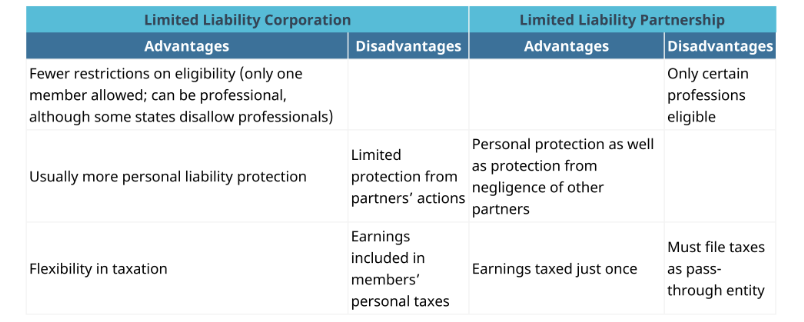 Limited Liability Corporation
Limited Liability Partnership
Advantages
Disadvantages
Advantages
Disadvantages
Fewer restrictions on eligibility (only one
member allowed; can be professional,
although some states disallow professionals)
Only certain
professions
eligible
Usually more personal liability protection
Limited
protection from
partners’ actions
Personal protection as well
as protection from
negligence of other
partners
Flexibility in taxation
Earnings
included in
members’
personal taxes
Earnings taxed just once
Must file taxes
as pass-
through entity